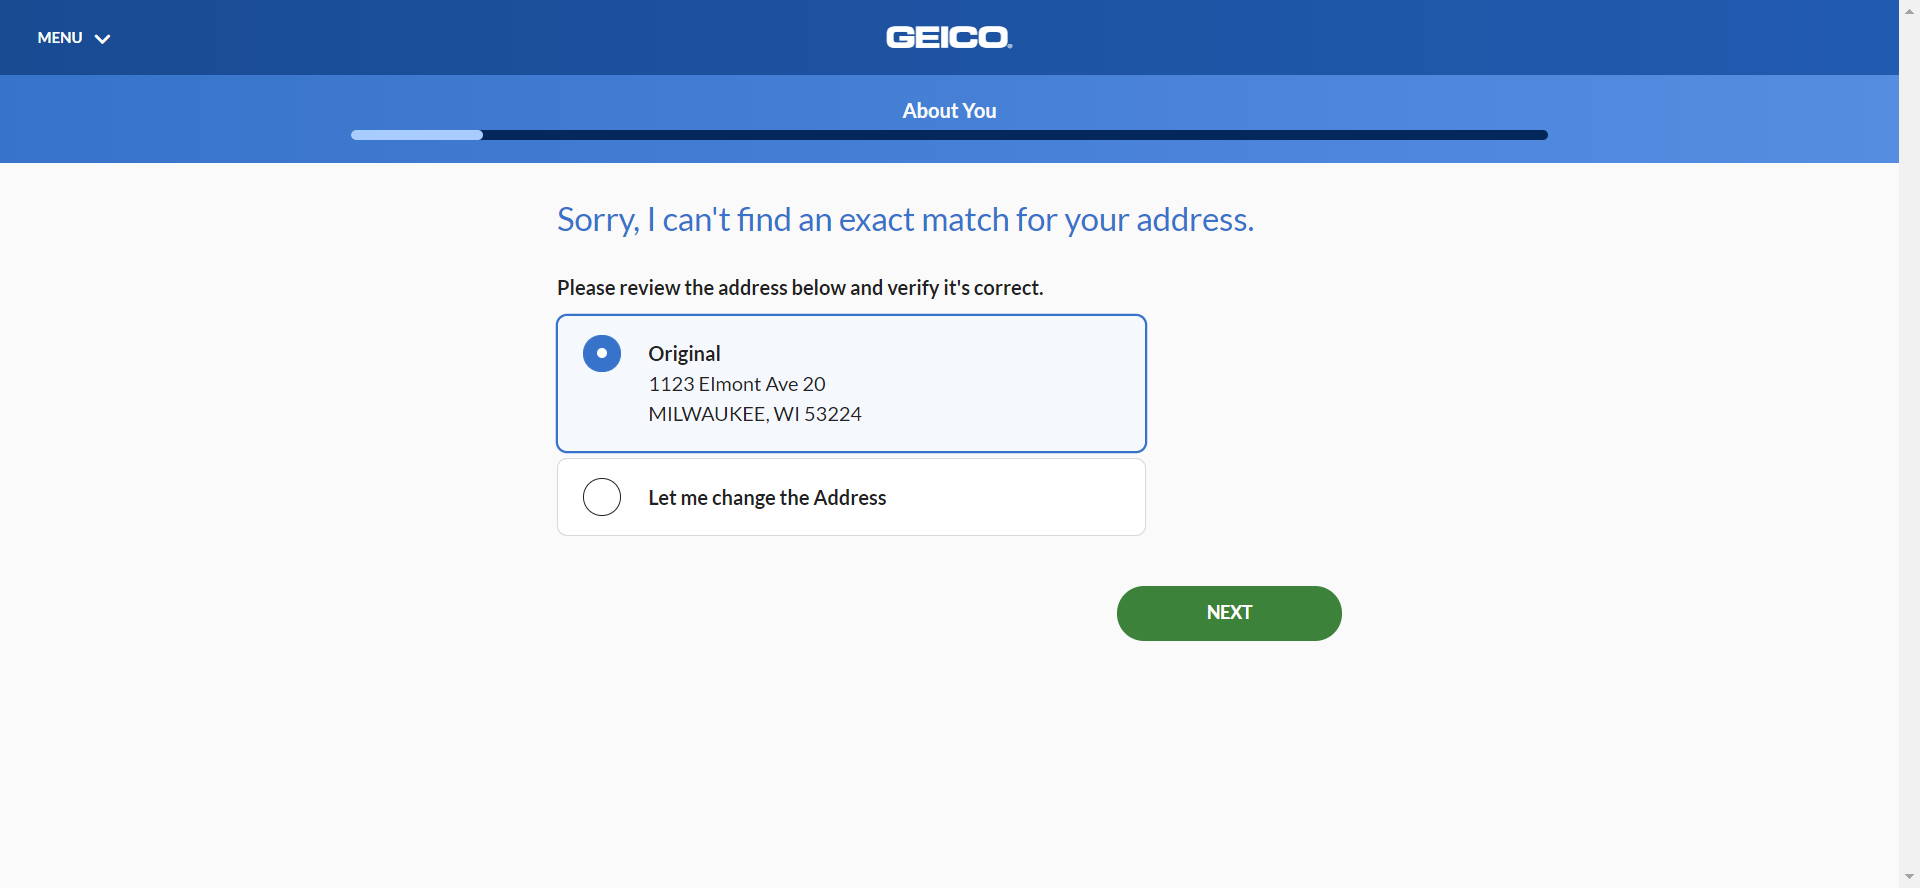 MENU
GEICO
About You
Sorry, I can't find an exact match for your address.
Please review the address below and verify it's correct.
Original
1123 Elmont Ave 20
MILWAUKEE, WI 53224
Let me change the Address
NEXT